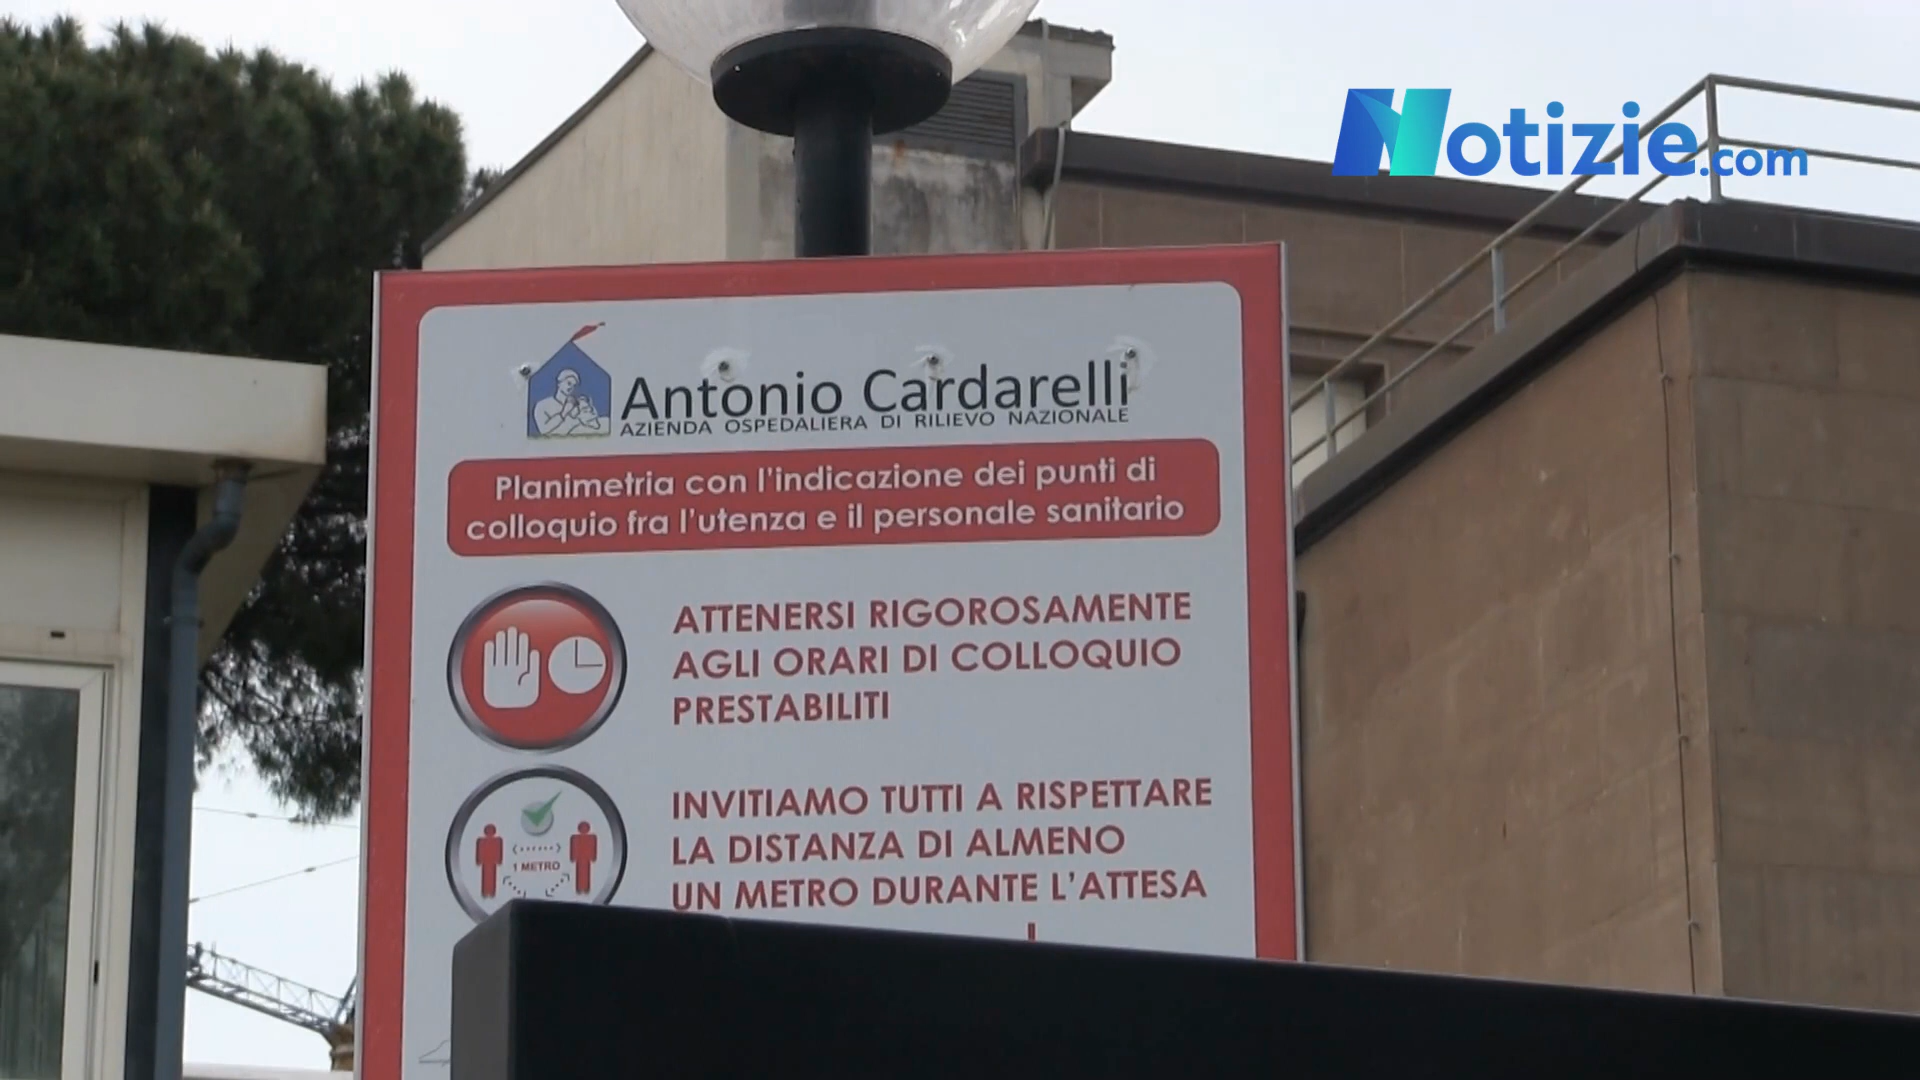 Notizie.com
Antonio Cardarelli
AZIENDA OSPEDALIERA DI RILIEVO NAZIONALE
Planimetria con l'indicazione dei punti di
colloquio fra l'utenza e il personale sanitario
ATTENERSI RIGOROSAMENTE
AGLI ORARI DI COLLOQUIO
PRESTABILITI
1 METRO
INVITIAMO TUTTI A RISPETTARE
LA DISTANZA DI ALMENO
UN METRO DURANTE L'ATTESA